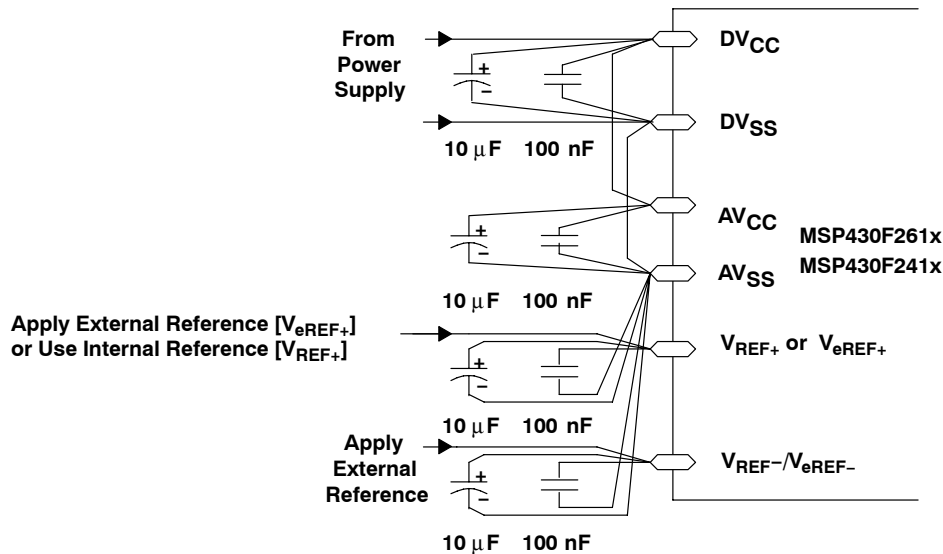 From
Power
Supply
DVCC
+
−
DVSS
10 μF 100 nF
AVCC
+
−
MSP430F261x
MSP430F241x
AVSS
10 μF 100 nF
Apply External Reference [VeREF+]
or Use Internal Reference [VREF+]
VREF+ or VeREF+
+
−
10 μF 100 nF
Apply
External
Reference
VREF−/VeREF−
+
−
10 μF 100 nF